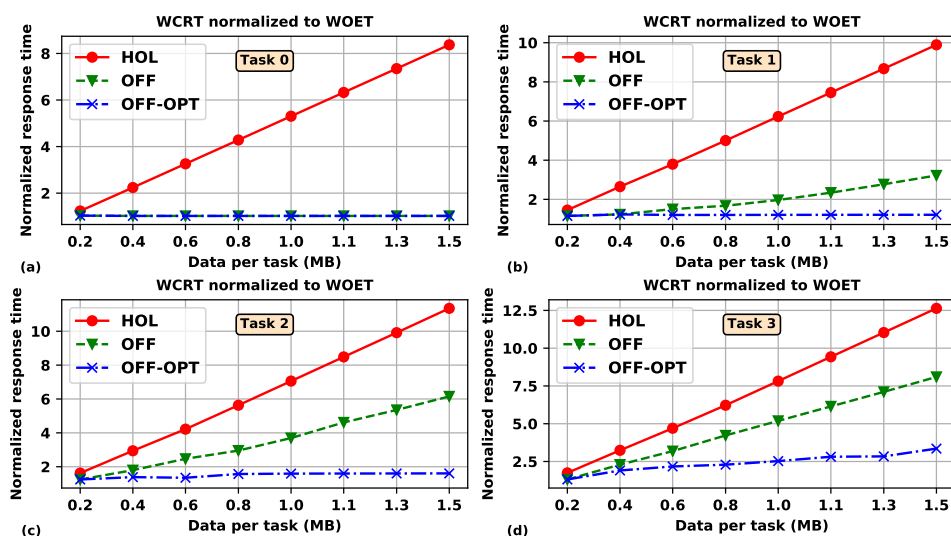 WCRT normalized to WOET
Normalized response time
8
6
4
2
HOL
OFF
OFF-OPT
Task 0
0.2 0.4 0.6 0.8 1.0 1.1 1.3 1.5
Data per task (MB)
(a)
WCRT normalized to WOET
Normalized response time
10
8
6
4
2
HOL
OFF
OFF-OPT
Task 1
0.2 0.4 0.6 0.8 1.0 1.1 1.3 1.5
Data per task (MB)
(b)
WCRT normalized to WOET
Normalized response time
10
8
6
4
2
HOL
OFF
OFF-OPT
Task 2
0.2 0.4 0.6 0.8 1.0 1.1 1.3 1.5
Data per task (MB)
(c)
WCRT normalized to WOET
Normalized response time
12.5
10.0
7.5
5.0
2.5
HOL
OFF
OFF-OPT
Task 3
0.2 0.4 0.6 0.8 1.0 1.1 1.3 1.5
Data per task (MB)
(d)